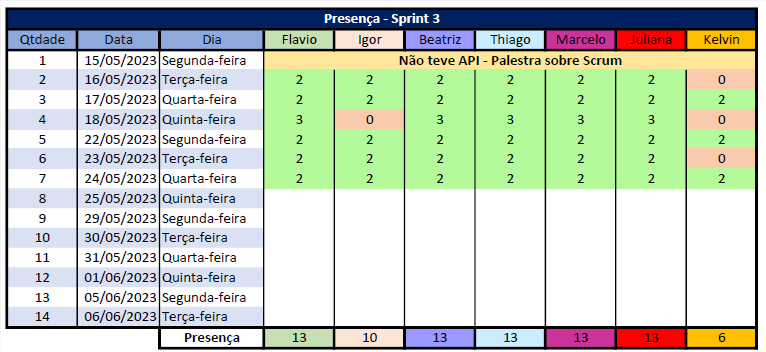 Presença - Sprint 3
Qtdade Data Dia Flavio Igor Beatriz Thiago Marcelo Juliana Kelvin
1 15/05/2023 Segunda-feira Não teve API - Palestra sobre Scrum
2 16/05/2023 Terça-feira 2 2 2 2 2 2 0
3 17/05/2023 Quarta-feira 2 2 2 2 2 2 2
4 18/05/2023 Quinta-feira 3 0 3 3 3 3 0
5 22/05/2023 Segunda-feira 2 2 2 2 2 2 2
6 23/05/2023 Terça-feira 2 2 2 2 2 2 0
7 24/05/2023 Quarta-feira 2 2 2 2 2 2 2
8 25/05/2023 Quinta-feira
9 29/05/2023 Segunda-feira
10 30/05/2023 Terça-feira
11 31/05/2023 Quarta-feira
12 01/06/2023 Quinta-feira
13 05/06/2023 Segunda-feira
14 06/06/2023 Terça-feira
Presença 13 10 13 13 13 13 6